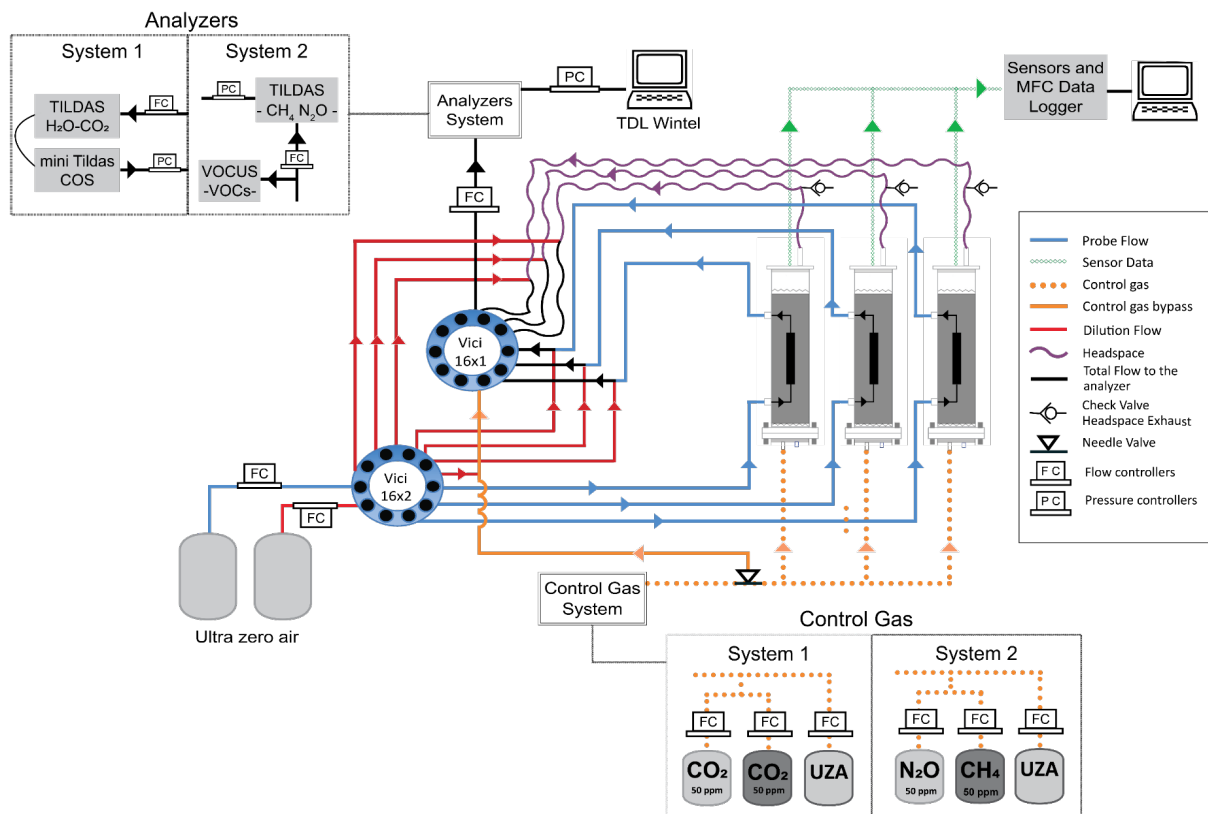 Analyzers
System 1
System 2
PC
FC
TILDAS
H₂O-CO₂
TILDAS
- CH₄ N₂O -
mini Tildas
COS
PC
FC
VOCUS
-VOCs-
Analyzers
System
PC
TDL Wintel
Sensors and
MFC Data
Logger
FC
Vici
16x1
Vici
16x2
FC
FC
Ultra zero air
Probe Flow
Sensor Data
Control gas
Control gas bypass
Dilution Flow
Headspace
Total Flow to the
analyzer
Check Valve
Headspace Exhaust
Needle Valve
F C
Flow controllers
P C
Pressure controllers
Control Gas
System
Control Gas
System 1
System 2
FC
FC
FC
FC
FC
FC
CO₂
50 ppm
CO₂
50 ppm
UZA
N₂O
50 ppm
CH₄
50 ppm
UZA